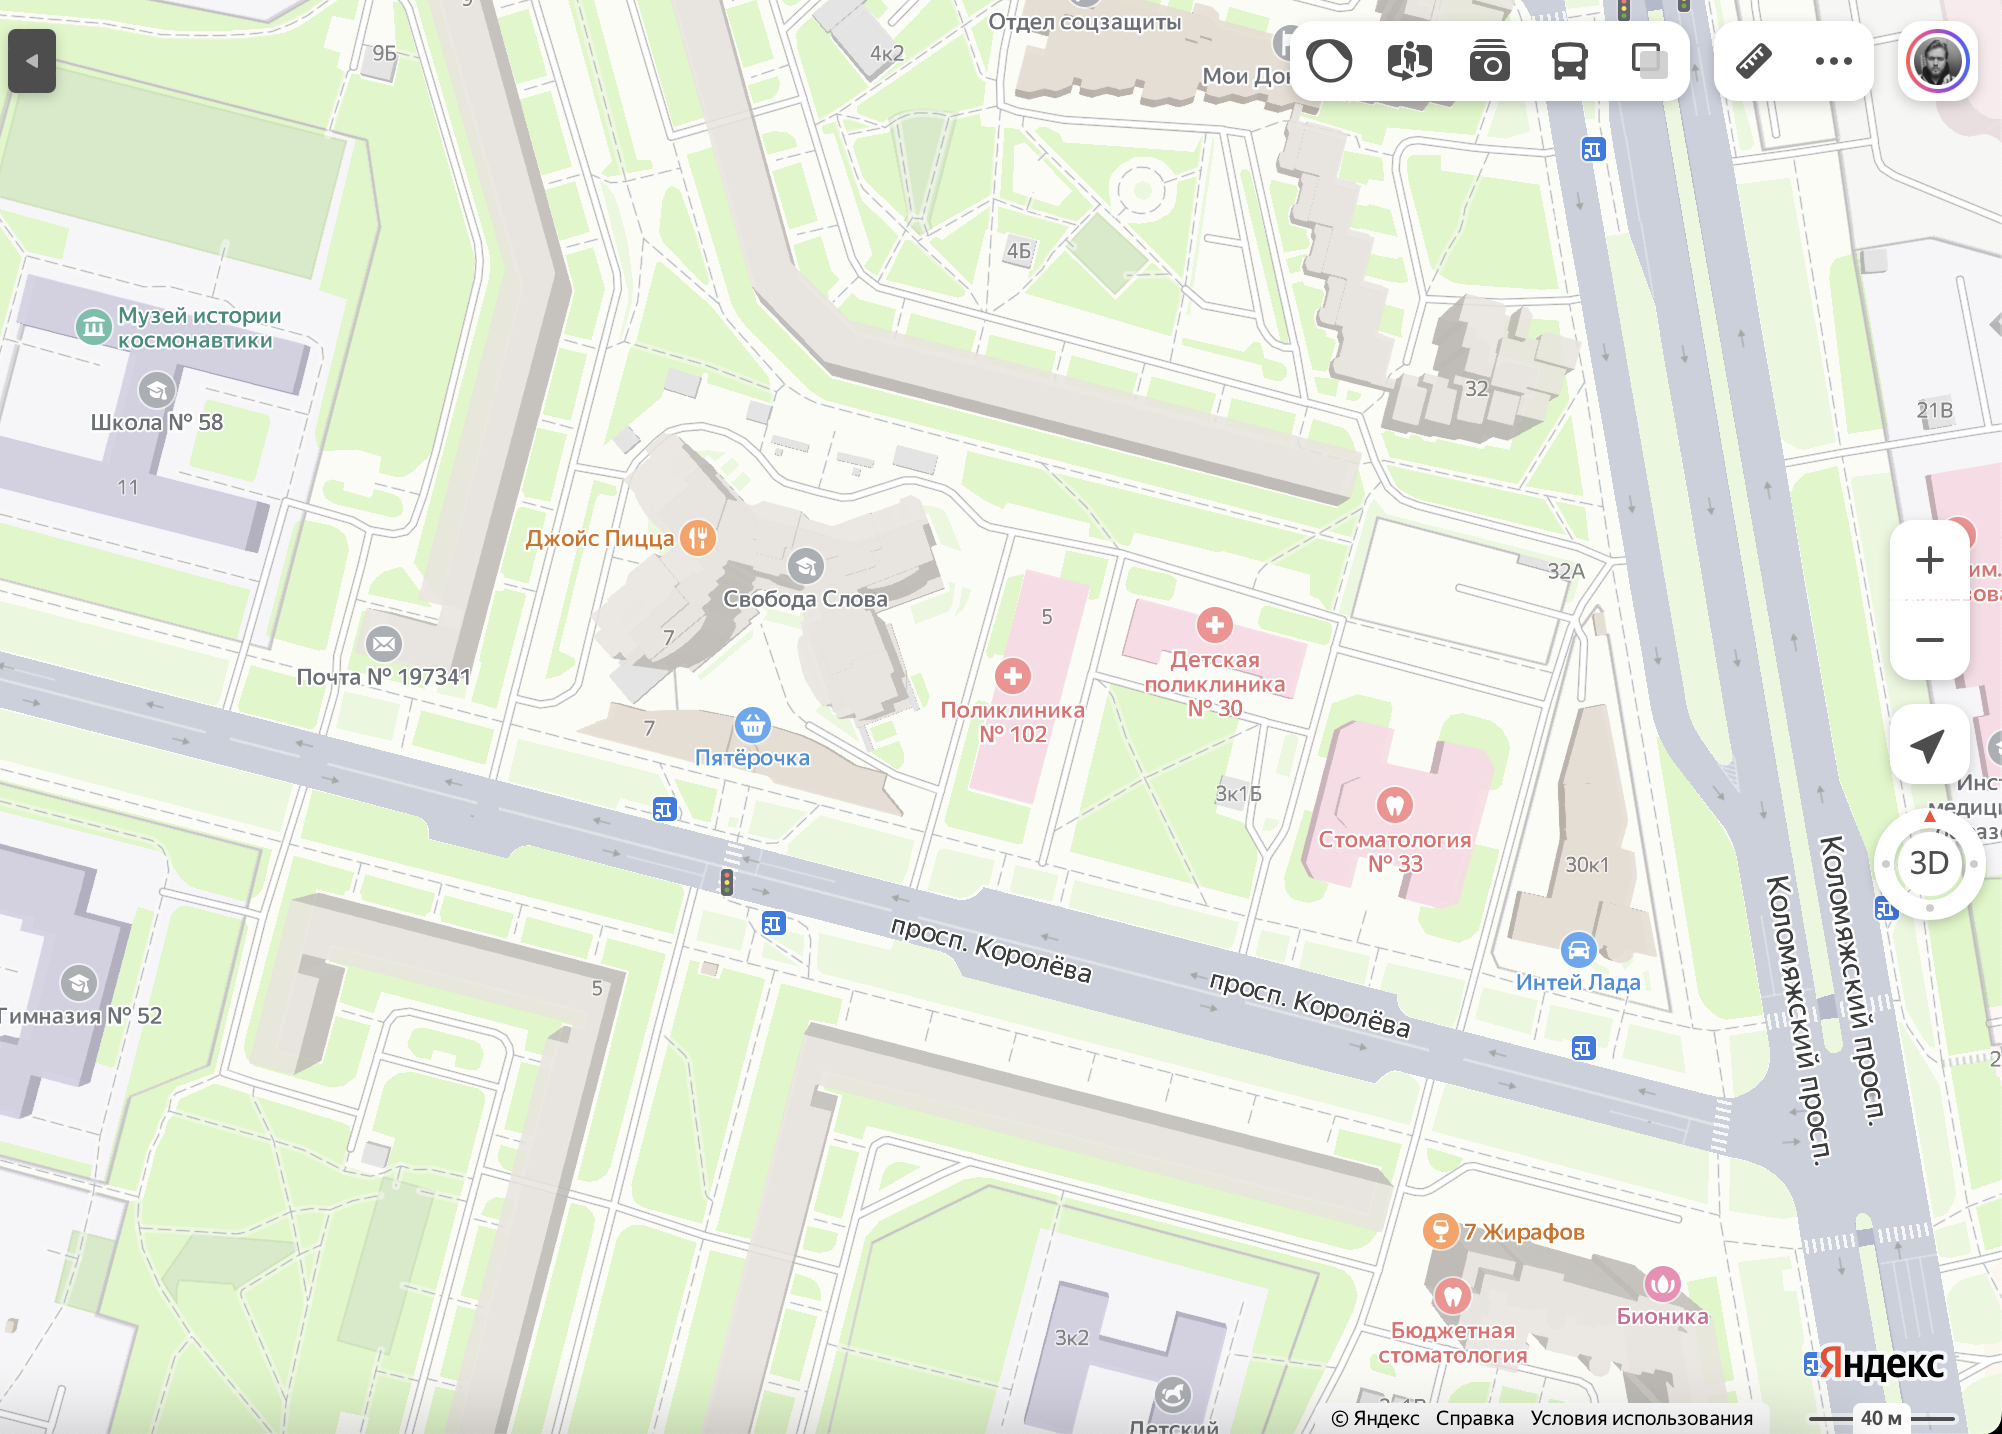 9
9Б
4к2
Отдел соцзащиты
Мои До
4Б
Музей истории
космонавтики
Школа № 58
11
32
21В
Джойс Пицца
Свобода Слова
7
5
32А
Детская
поликлиника
№ 30
Почта № 197341
Поликлиника
№ 102
7
Пятёрочка
3к1Б
Стоматология
№ 33
30к1
Интей Лада
3D
просп. Королёва
просп. Королёва
Коломяжский просп.
Коломяжский просп.
Гимназия № 52
5
7 Жирафов
Бионика
Бюджетная
стоматология
3к2
Детский
Яндекс
© Яндекс Справка Условия использования
40 м